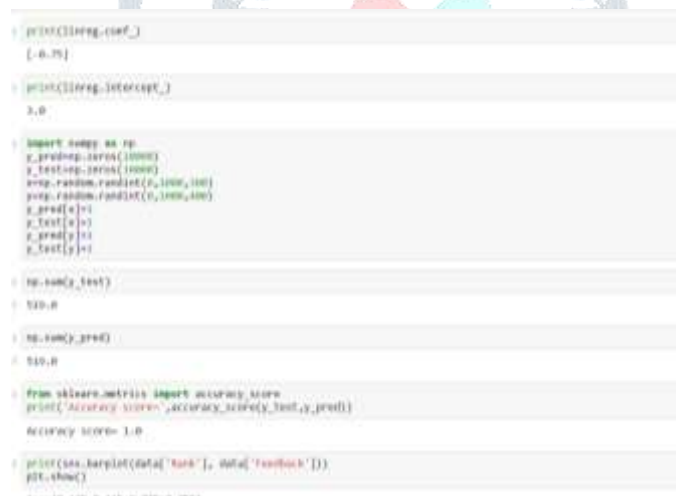 print(linreg.coef_)
[-0.75]
print(linreg.intercept_)
3.0
import numpy as np
y_pred=np.zeros(10000)
y_test=np.zeros(10000)
x=np.random.randint(0,1000,
y=np.random.randint(0,1000,
y_pred[x]=1
y_test[x]=1
y_pred[y]=1
y_test[y]=1
np.sum(y_test)
np.sum(y_pred)
from sklearn.metrics import accuracy_score
print('Accuracy score=',accuracy_score(y_test,y_pred))
Accuracy score= 1.0
print(sns.barplot(data['Rank'], data['Feedback']))
plt.show()